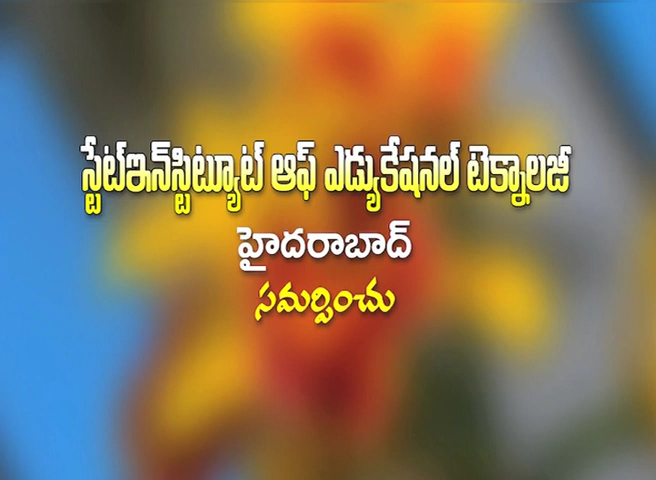 స్టేట్ఇన్‌స్టిట్యూట్ ఆఫ్ ఎడ్యుకేషనల్ టెక్నాలజీ
హైదరాబాద్
సమర్పించు